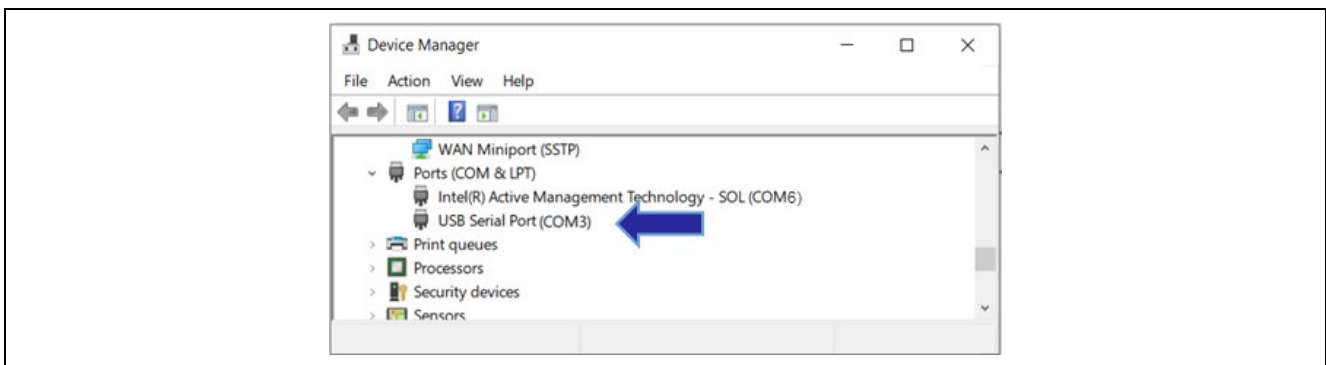 Device Manager
File Action View Help
WAN Miniport (SSTP)
Ports (COM & LPT)
Intel(R) Active Management Technology - SOL (COM6)
USB Serial Port (COM3)
Print queues
Processors
Security devices
Sensors